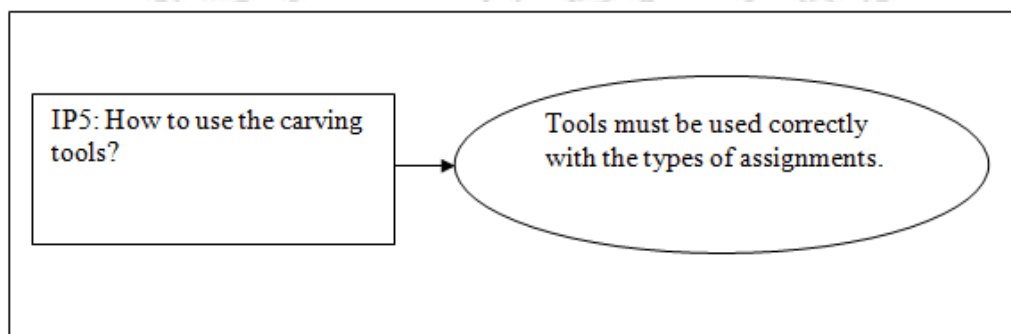 IP5: How to use the carving
tools?
Tools must be used correctly
with the types of assignments.